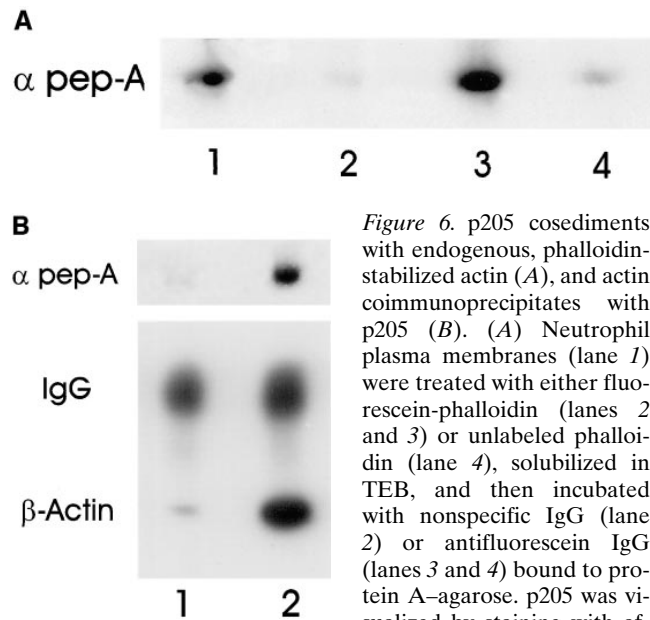 A
α pep-A
1 2 3 4
B
α pep-A
IgG
β-Actin
1 2
Figure 6. p205 cosediments
with endogenous, phalloidin-
stabilized actin (A), and actin
coimmunoprecipitates with
p205 (B). (A) Neutrophil
plasma membranes (lane 1)
were treated with either fluo-
rescein-phalloidin (lanes 2
and 3) or unlabeled phalloi-
din (lane 4), solubilized in
TEB, and then incubated
with nonspecific IgG (lane
2) or antifluorescein IgG
(lanes 3 and 4) bound to pro-
tein A–agarose. p205 was vi-